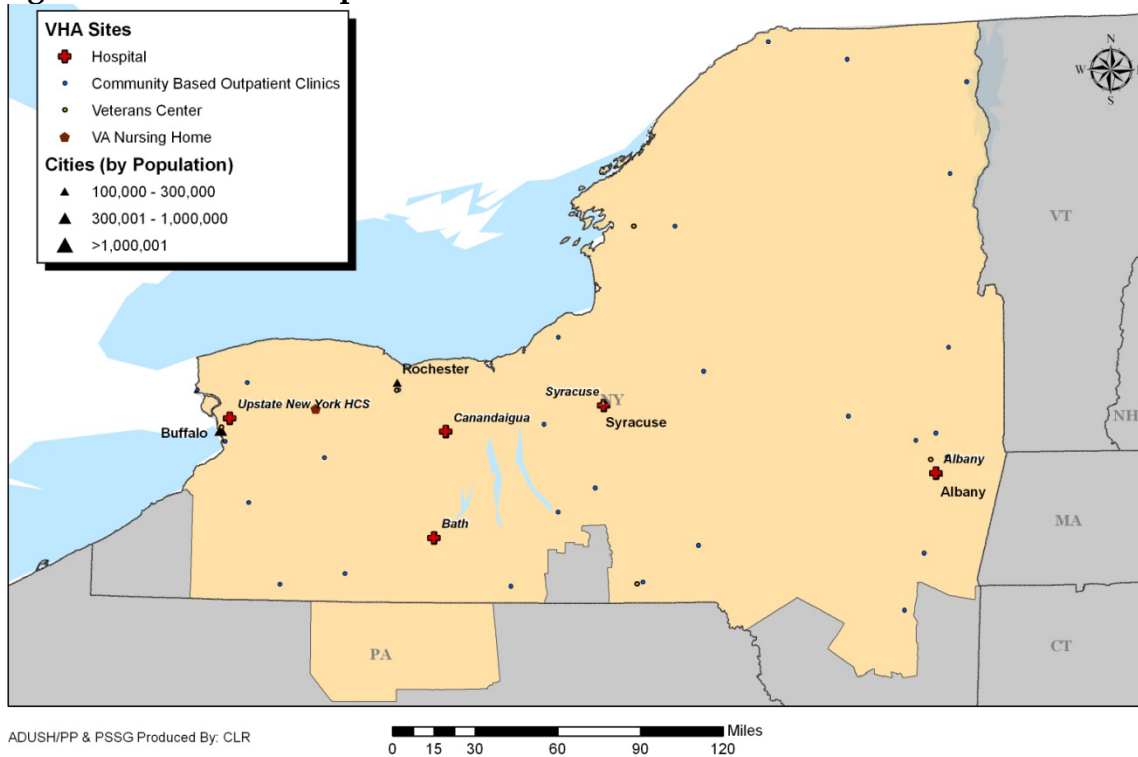 VHA Sites
Hospital
Community Based Outpatient Clinics
Veterans Center
VA Nursing Home
Cities (by Population)
100,000 - 300,000
300,001 - 1,000,000
>1,000,001
N
W
S
VT
Rochester
Upstate New York HCS
Syracuse
NY
Canandaigua
Syracuse
NH
Buffalo
Albany
Albany
MA
Bath
PA
CT
ADUSH/PP & PSSG Produced By: CLR
Miles
0 15 30 60 90 120